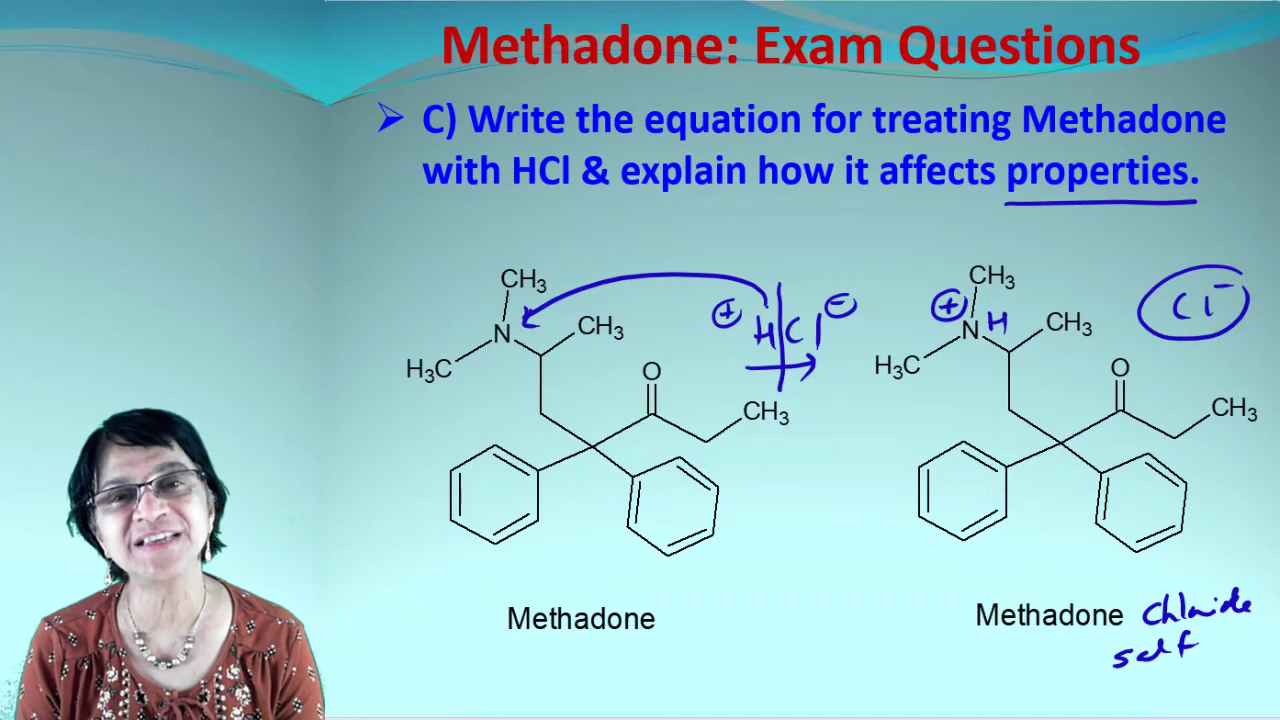 Methadone: Exam Questions
➢ C) Write the equation for treating Methadone
with HCl & explain how it affects properties.
CH₃
N
CH₃
H₃C
O
CH₃
⊕ H Cl ⊖
CH₃
⊕
N H
CH₃
H₃C
O
CH₃
Cl⁻
Methadone
Methadone Chloride
salt